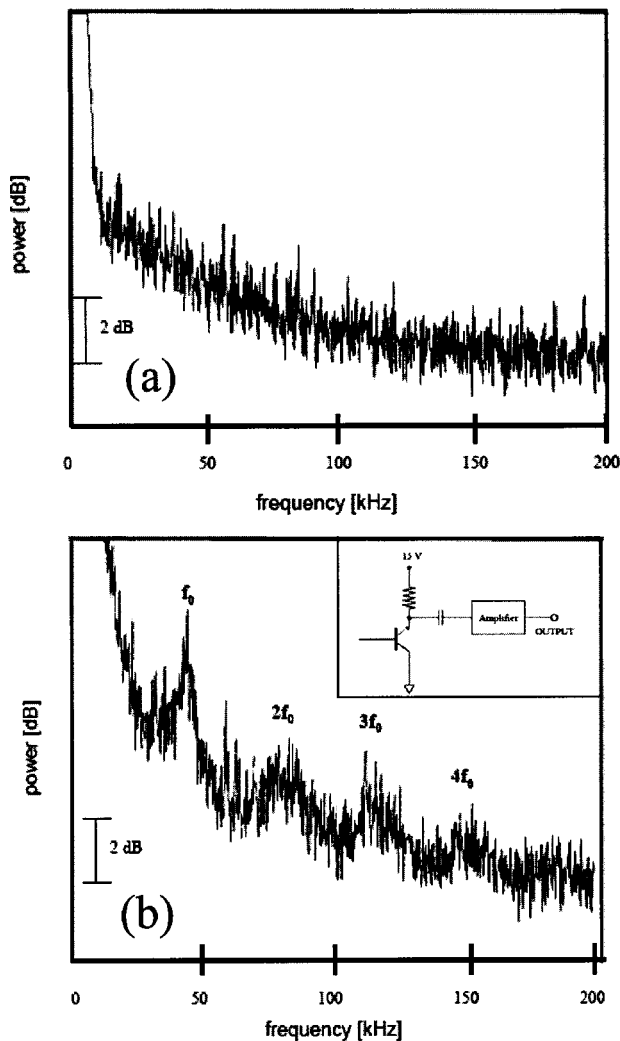 power [dB]
2 dB
(a)
0 50 100 150 200
frequency [kHz]
15 V
Amplifier
OUTPUT
f₀
2f₀
3f₀
4f₀
power [dB]
2 dB
(b)
0 50 100 150 200
frequency [kHz]